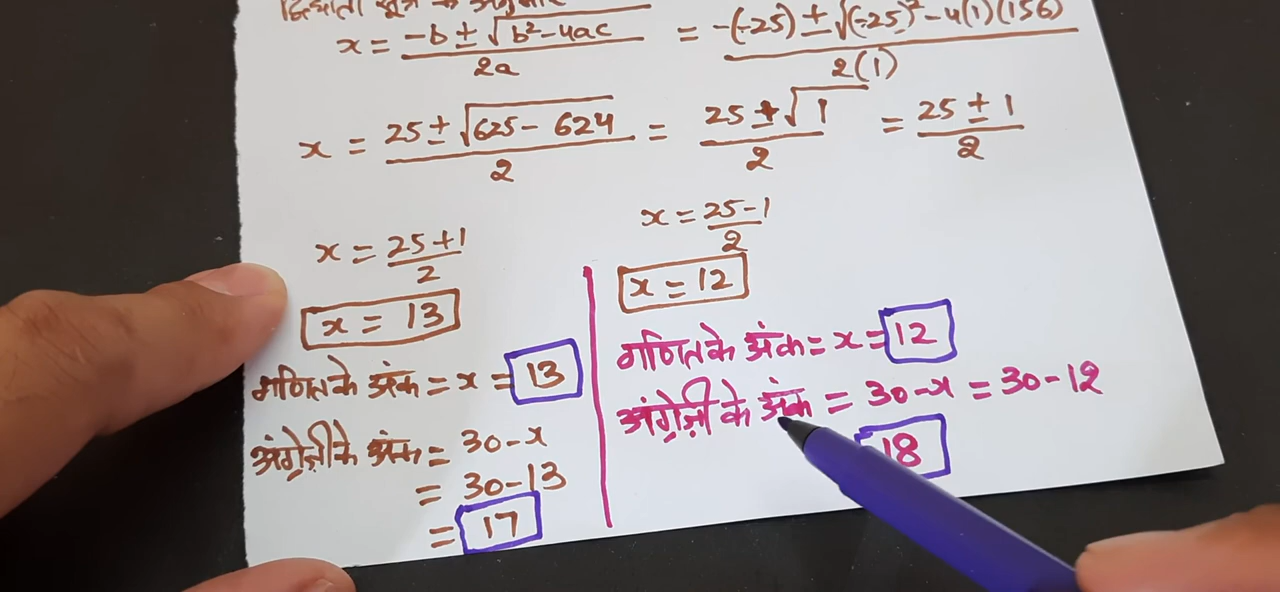 द्विघाती सूत्र के अनुसार
x = (-b ± √(b² - 4ac)) / 2a = (-(-25) ± √((-25)² - 4(1)(156))) / 2(1)
x = (25 ± √(625 - 624)) / 2 = (25 ± √1) / 2 = (25 ± 1) / 2
x = (25 + 1) / 2
x = 13
गणित के अंक = x = 13
अंग्रेज़ी के अंक = 30 - x
= 30 - 13
= 17
x = (25 - 1) / 2
x = 12
गणित के अंक = x = 12
अंग्रेज़ी के अंक = 30 - x = 30 - 12
18